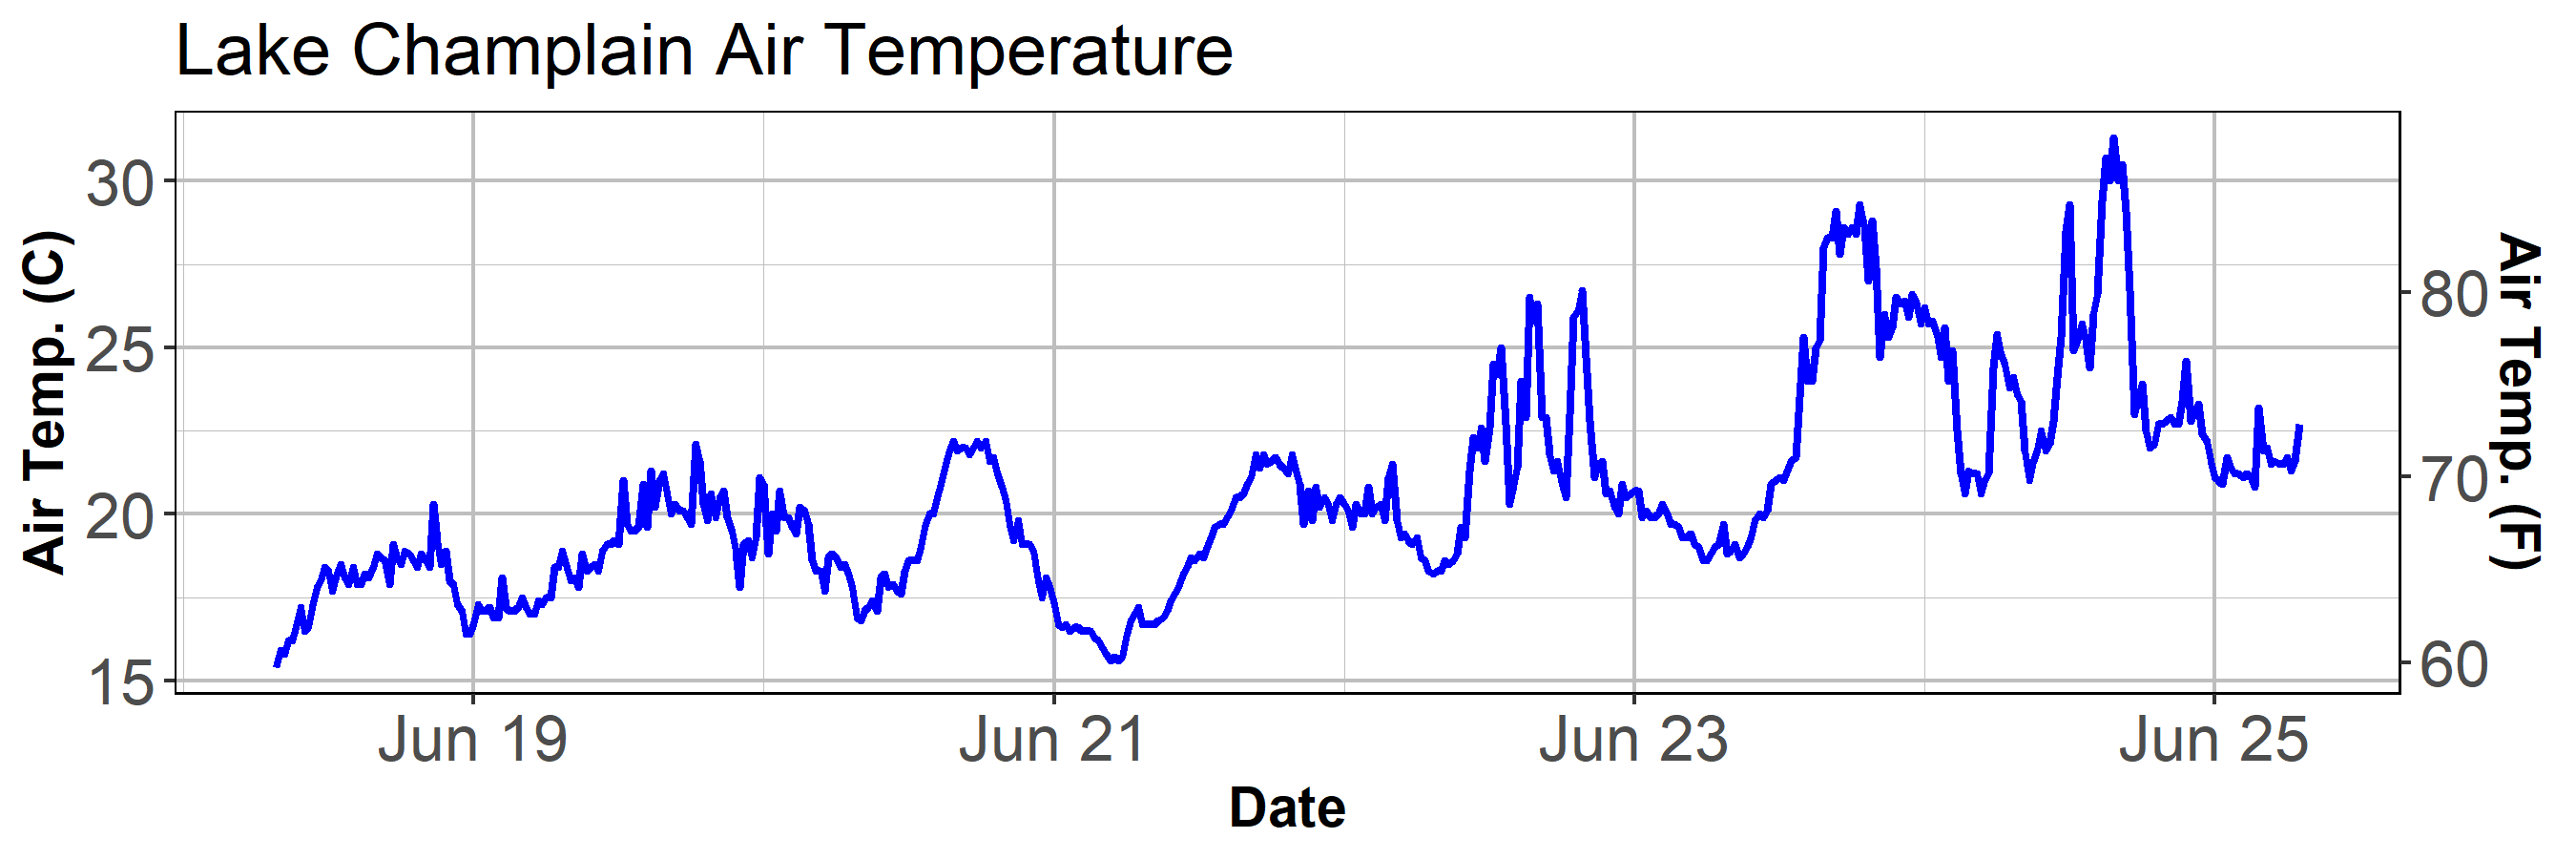 Lake Champlain Air Temperature
Air Temp. (C)
30
25
20
15
80
70
60
Air Temp. (F)
Jun 19
Jun 21
Jun 23
Jun 25
Date